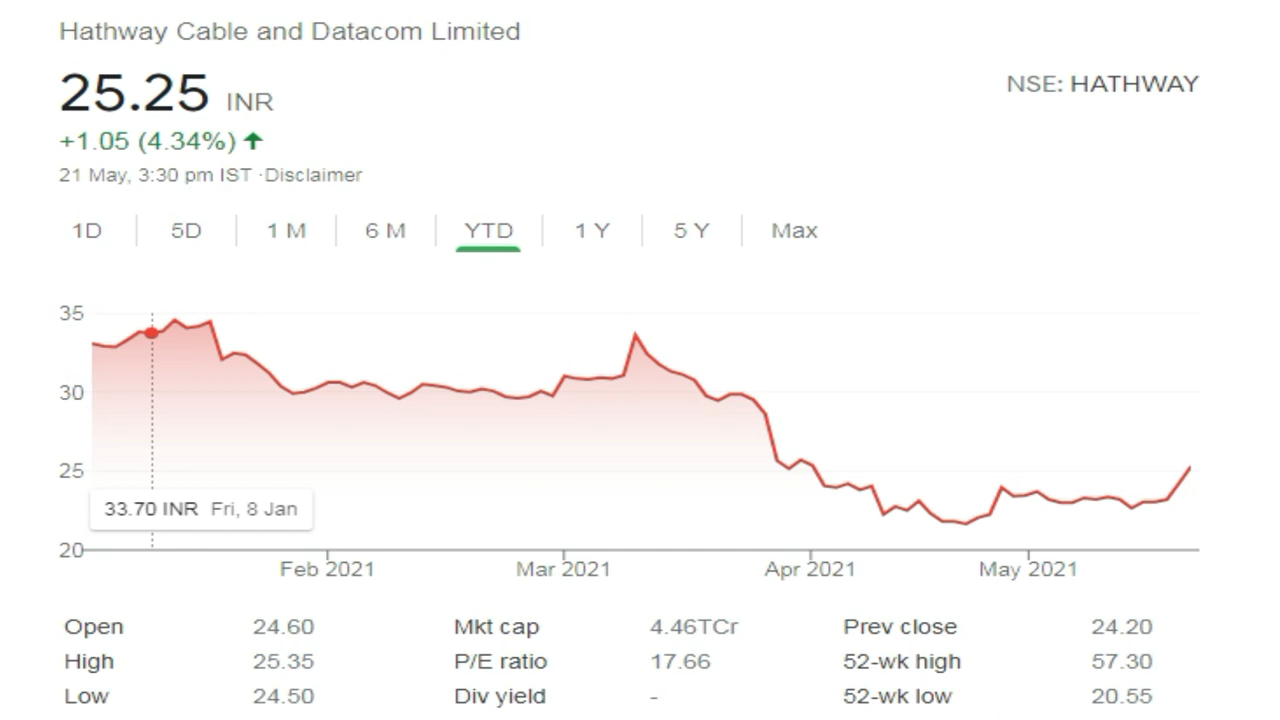 Hathway Cable and Datacom Limited
25.25 INR
NSE: HATHWAY
+1.05 (4.34%)
21 May, 3:30 pm IST ·Disclaimer
1D 5D 1 M 6 M YTD 1 Y 5 Y Max
35
30
25
33.70 INR Fri, 8 Jan
20
Feb 2021 Mar 2021 Apr 2021 May 2021
Open 24.60 Mkt cap 4.46TCr Prev close 24.20
High 25.35 P/E ratio 17.66 52-wk high 57.30
Low 24.50 Div yield - 52-wk low 20.55